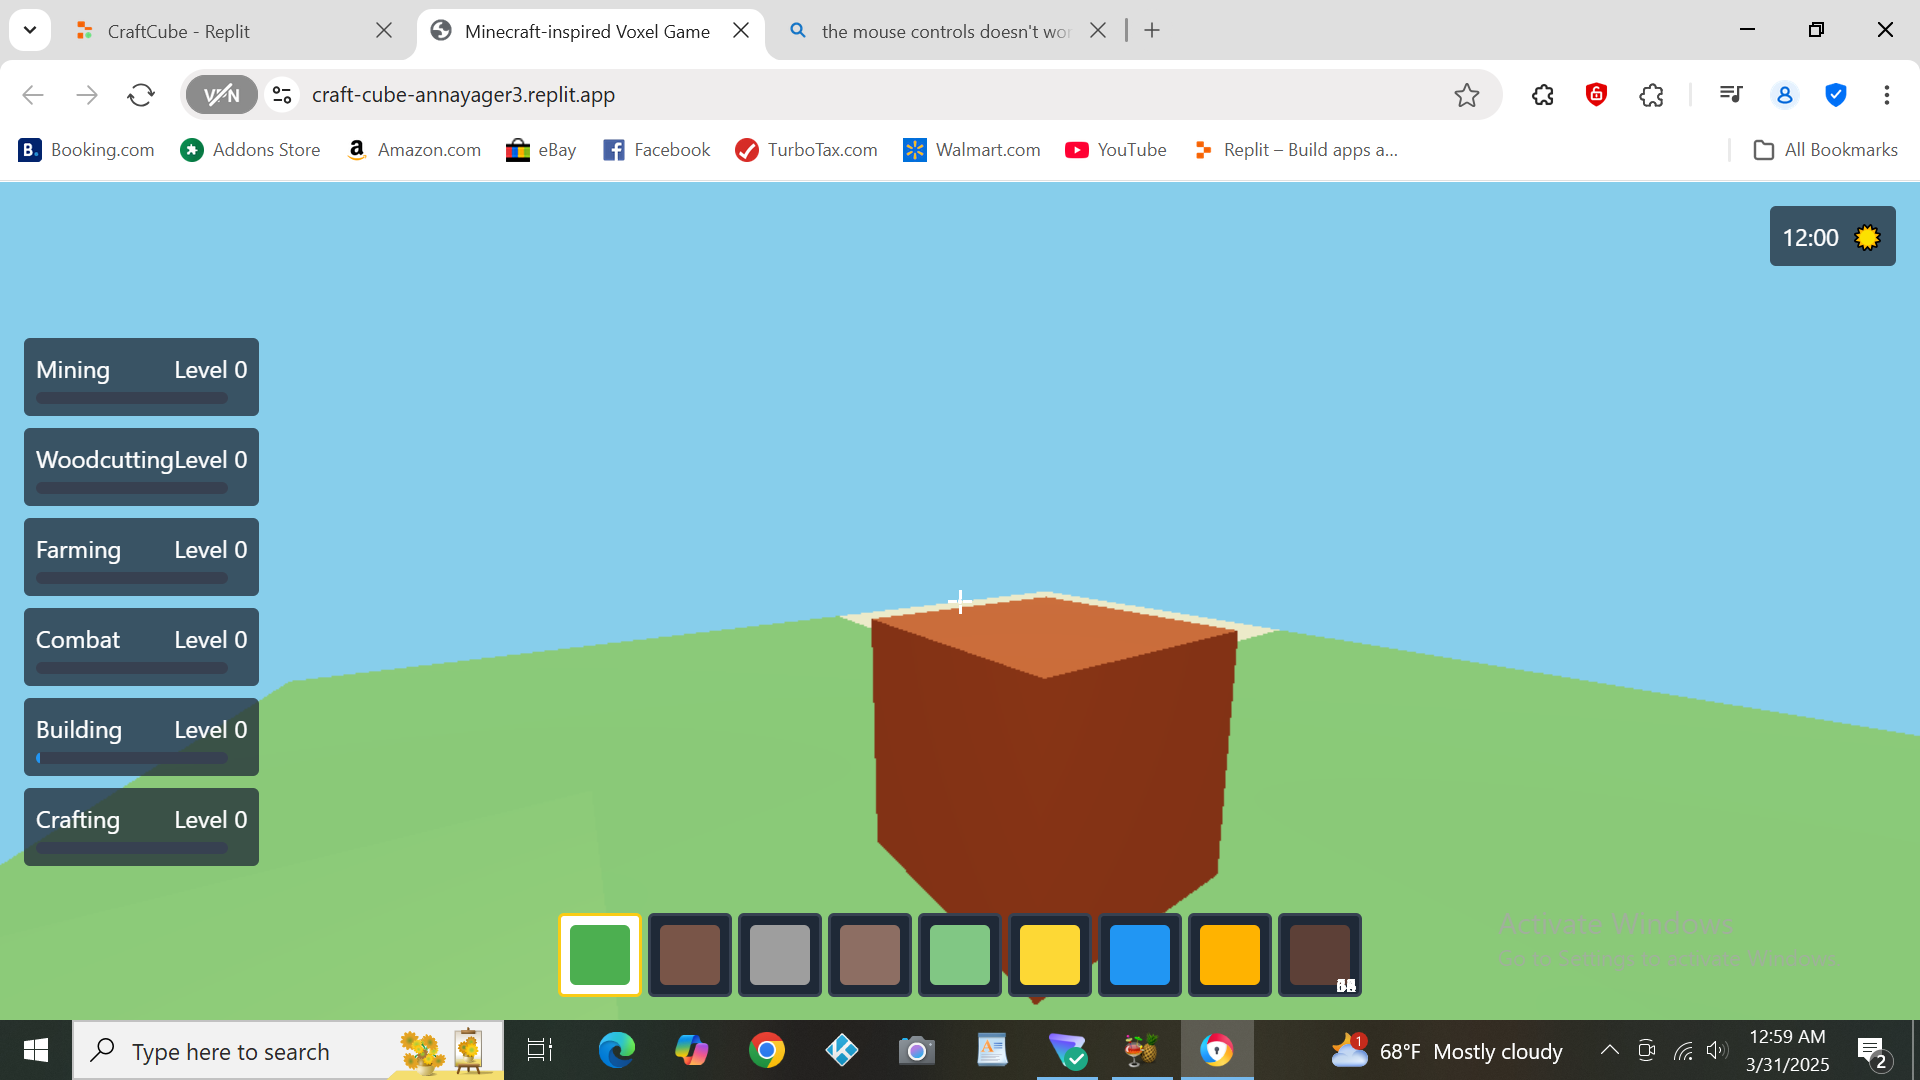 CraftCube - Replit
Minecraft-inspired Voxel Game
the mouse controls doesn't wor
VPN
craft-cube-annayager3.replit.app
B. Booking.com
Addons Store
a Amazon.com
eBay
Facebook
TurboTax.com
Walmart.com
YouTube
Replit – Build apps a...
All Bookmarks
12:00
Mining Level 0
Woodcutting Level 0
Farming Level 0
Combat Level 0
Building Level 0
Crafting Level 0
Activate Windows
Go to Settings to activate Windows.
Type here to search
1
68°F Mostly cloudy
12:59 AM
3/31/2025
2